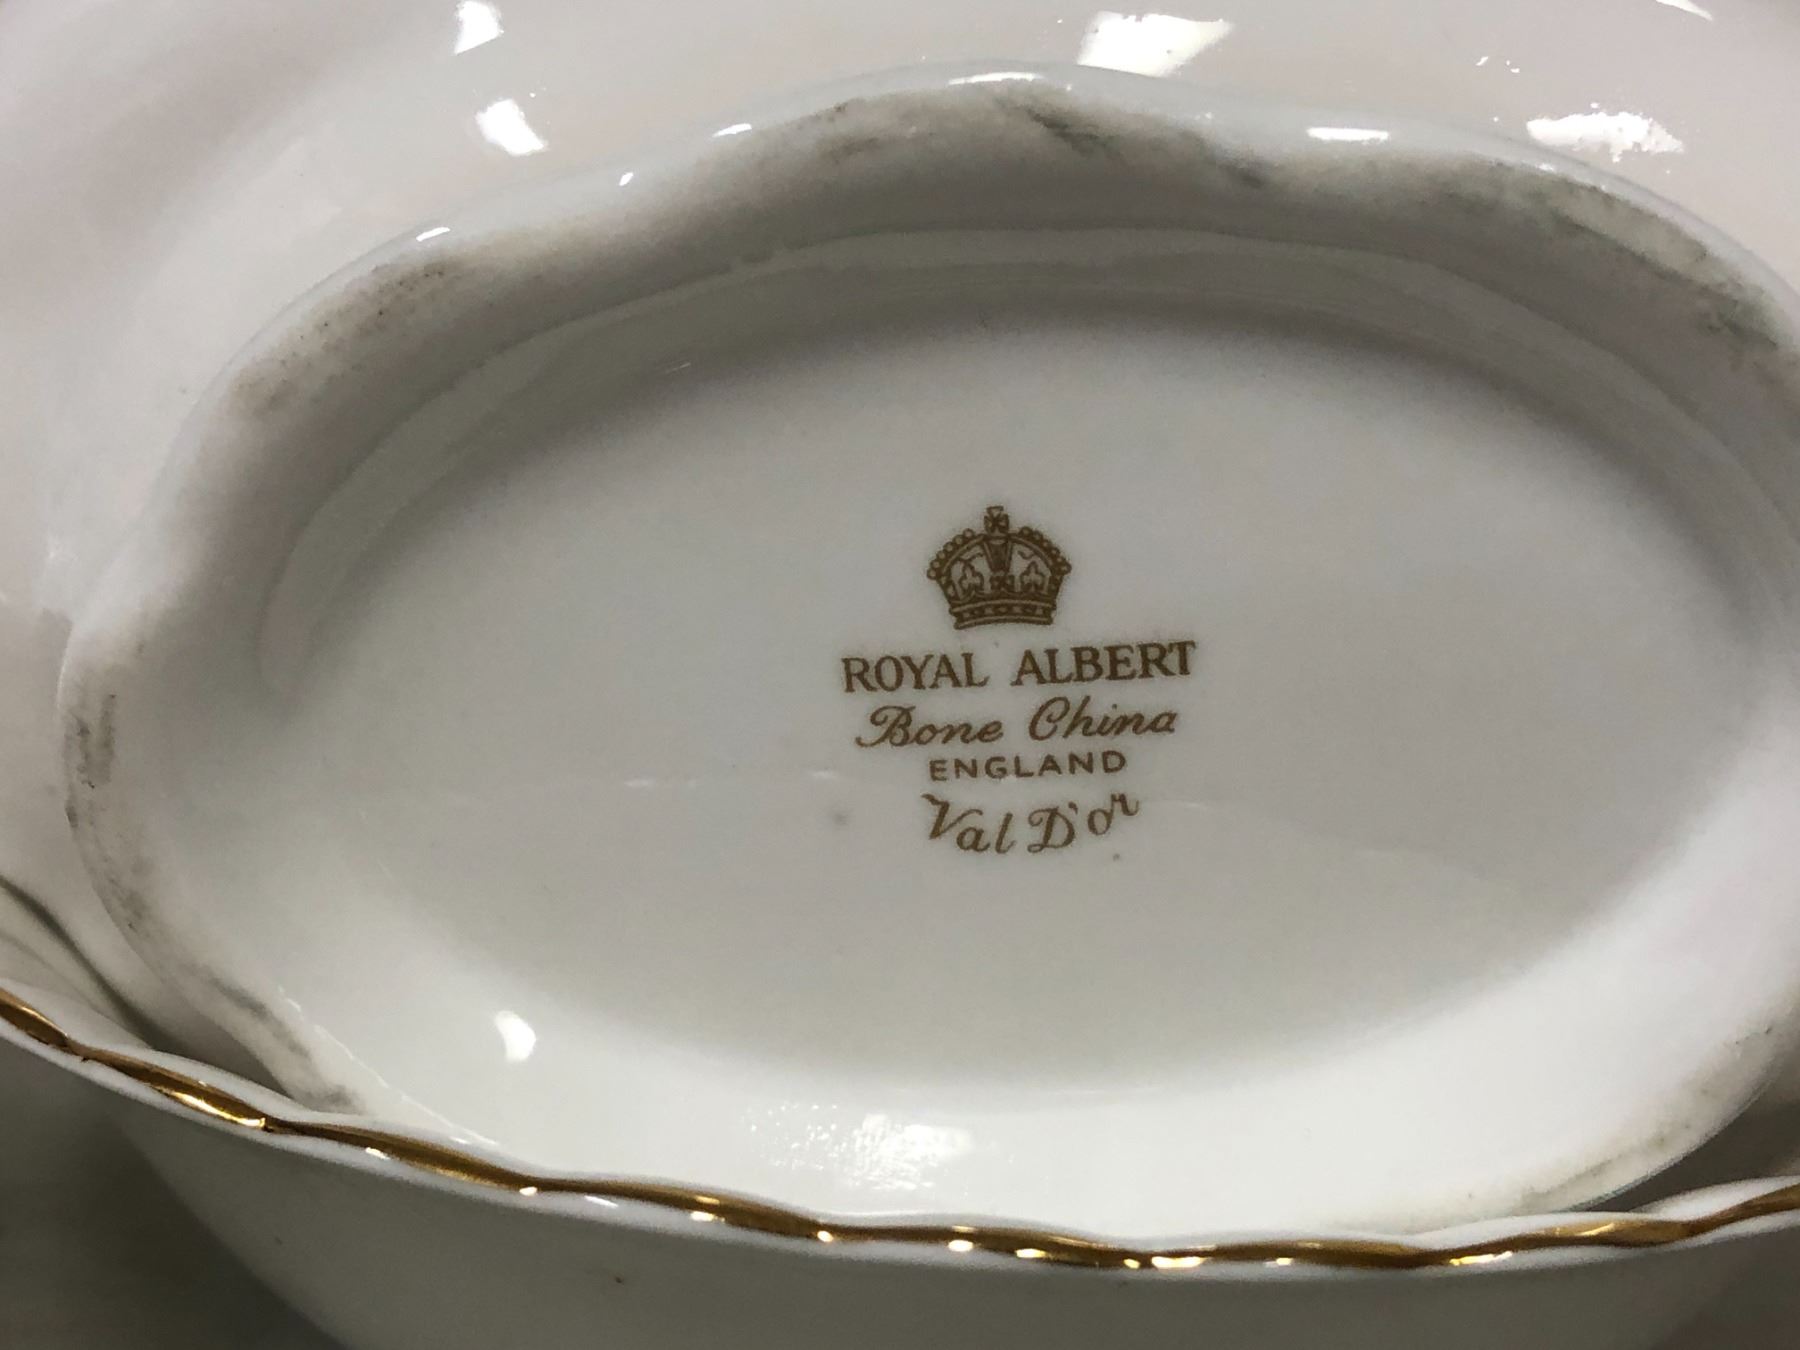 ROYAL ALBERT
Bone China
ENGLAND
Val D'or